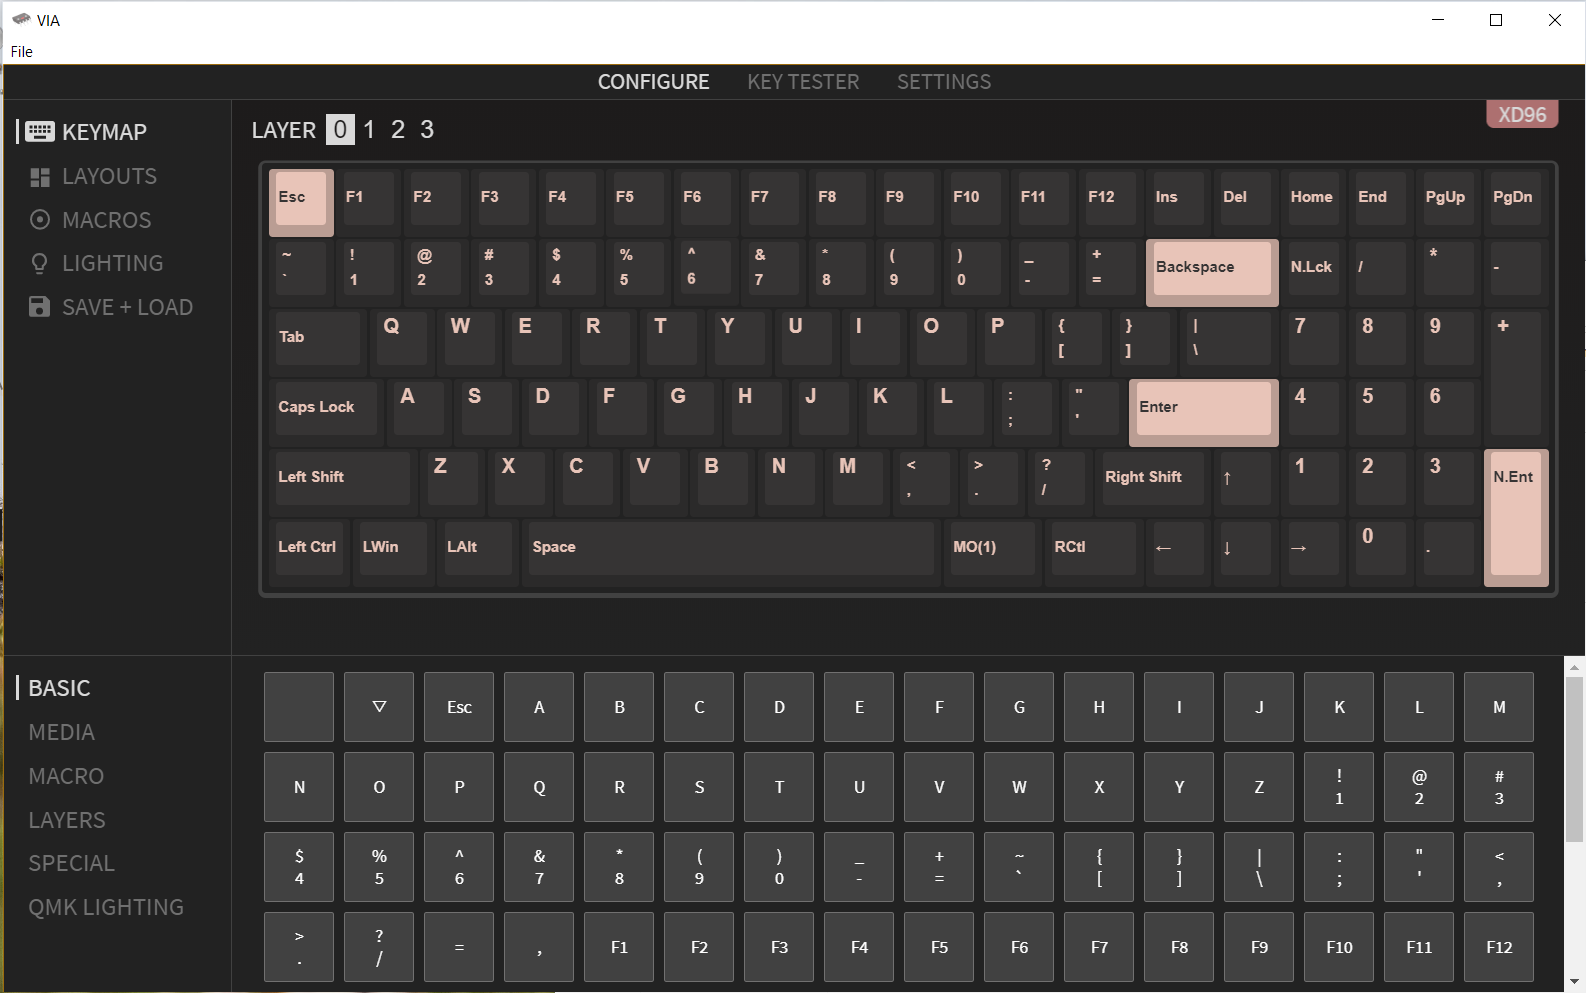 VIA
File
CONFIGURE KEY TESTER SETTINGS
KEYMAP
LAYOUTS
MACROS
LIGHTING
SAVE + LOAD
LAYER 0 1 2 3
XD96
Esc F1 F2 F3 F4 F5 F6 F7 F8 F9 F10 F11 F12 Ins Del Home End PgUp PgDn
~ ! @ # $ % ^ & * ( ) _ + Backspace N.Lck / * -
` 1 2 3 4 5 6 7 8 9 0 - =
Tab Q W E R T Y U I O P { } | 7 8 9 +
[ ] \
Caps Lock A S D F G H J K L : " Enter 4 5 6
; '
Left Shift Z X C V B N M < > ? Right Shift ↑ 1 2 3 N.Ent
, . /
Left Ctrl LWin LAlt Space MO(1) RCtl ← ↓ → 0 .
BASIC
MEDIA
MACRO
LAYERS
SPECIAL
QMK LIGHTING
▽ Esc A B C D E F G H I J K L M
N O P Q R S T U V W X Y Z ! @ #
1 2 3
$ % ^ & * ( ) _ + ~ { } | : " <
4 5 6 7 8 9 0 - = ` [ ] \ ; ' ,
> ? = , F1 F2 F3 F4 F5 F6 F7 F8 F9 F10 F11 F12
. /